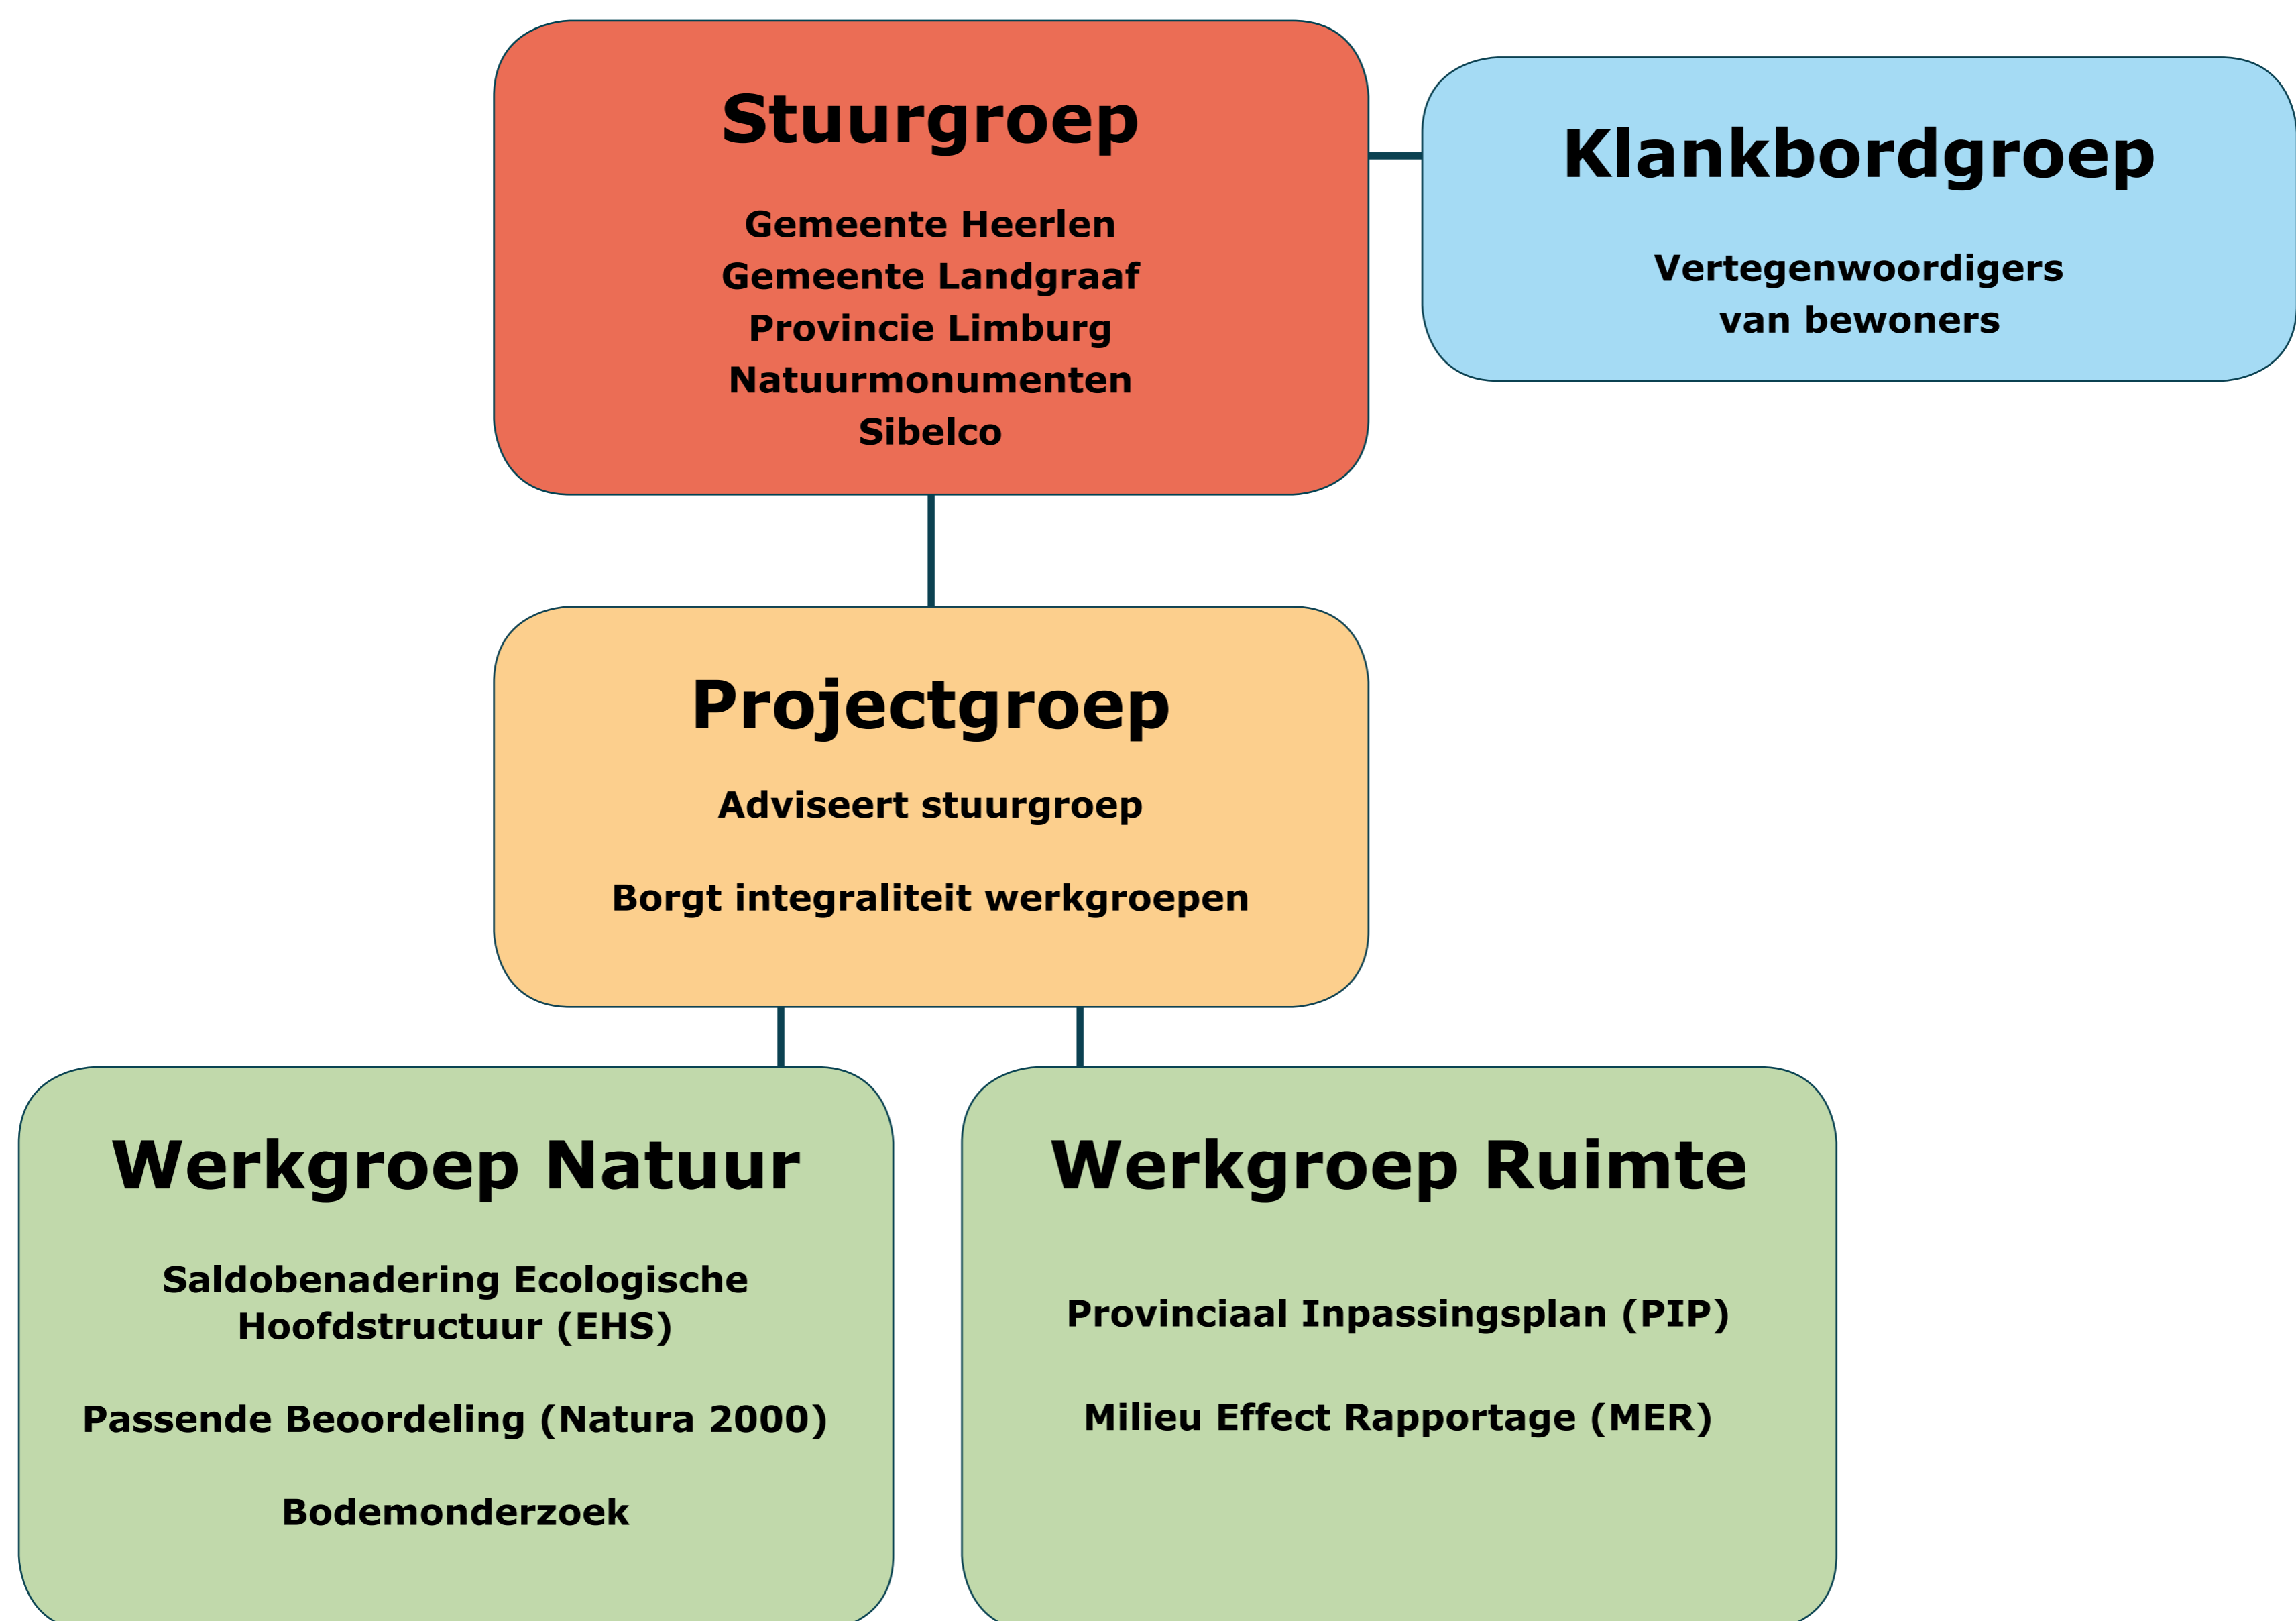 Stuurgroep
Gemeente Heerlen
Gemeente Landgraaf
Provincie Limburg
Natuurmonumenten
Sibelco
Klankbordgroep
Vertegenwoordigers
van bewoners
Projectgroep
Adviseert stuurgroep
Borgt integraliteit werkgroepen
Werkgroep Natuur
Saldobenadering Ecologische
Hoofdstructuur (EHS)
Passende Beoordeling (Natura 2000)
Bodemonderzoek
Werkgroep Ruimte
Provinciaal Inpassingsplan (PIP)
Milieu Effect Rapportage (MER)